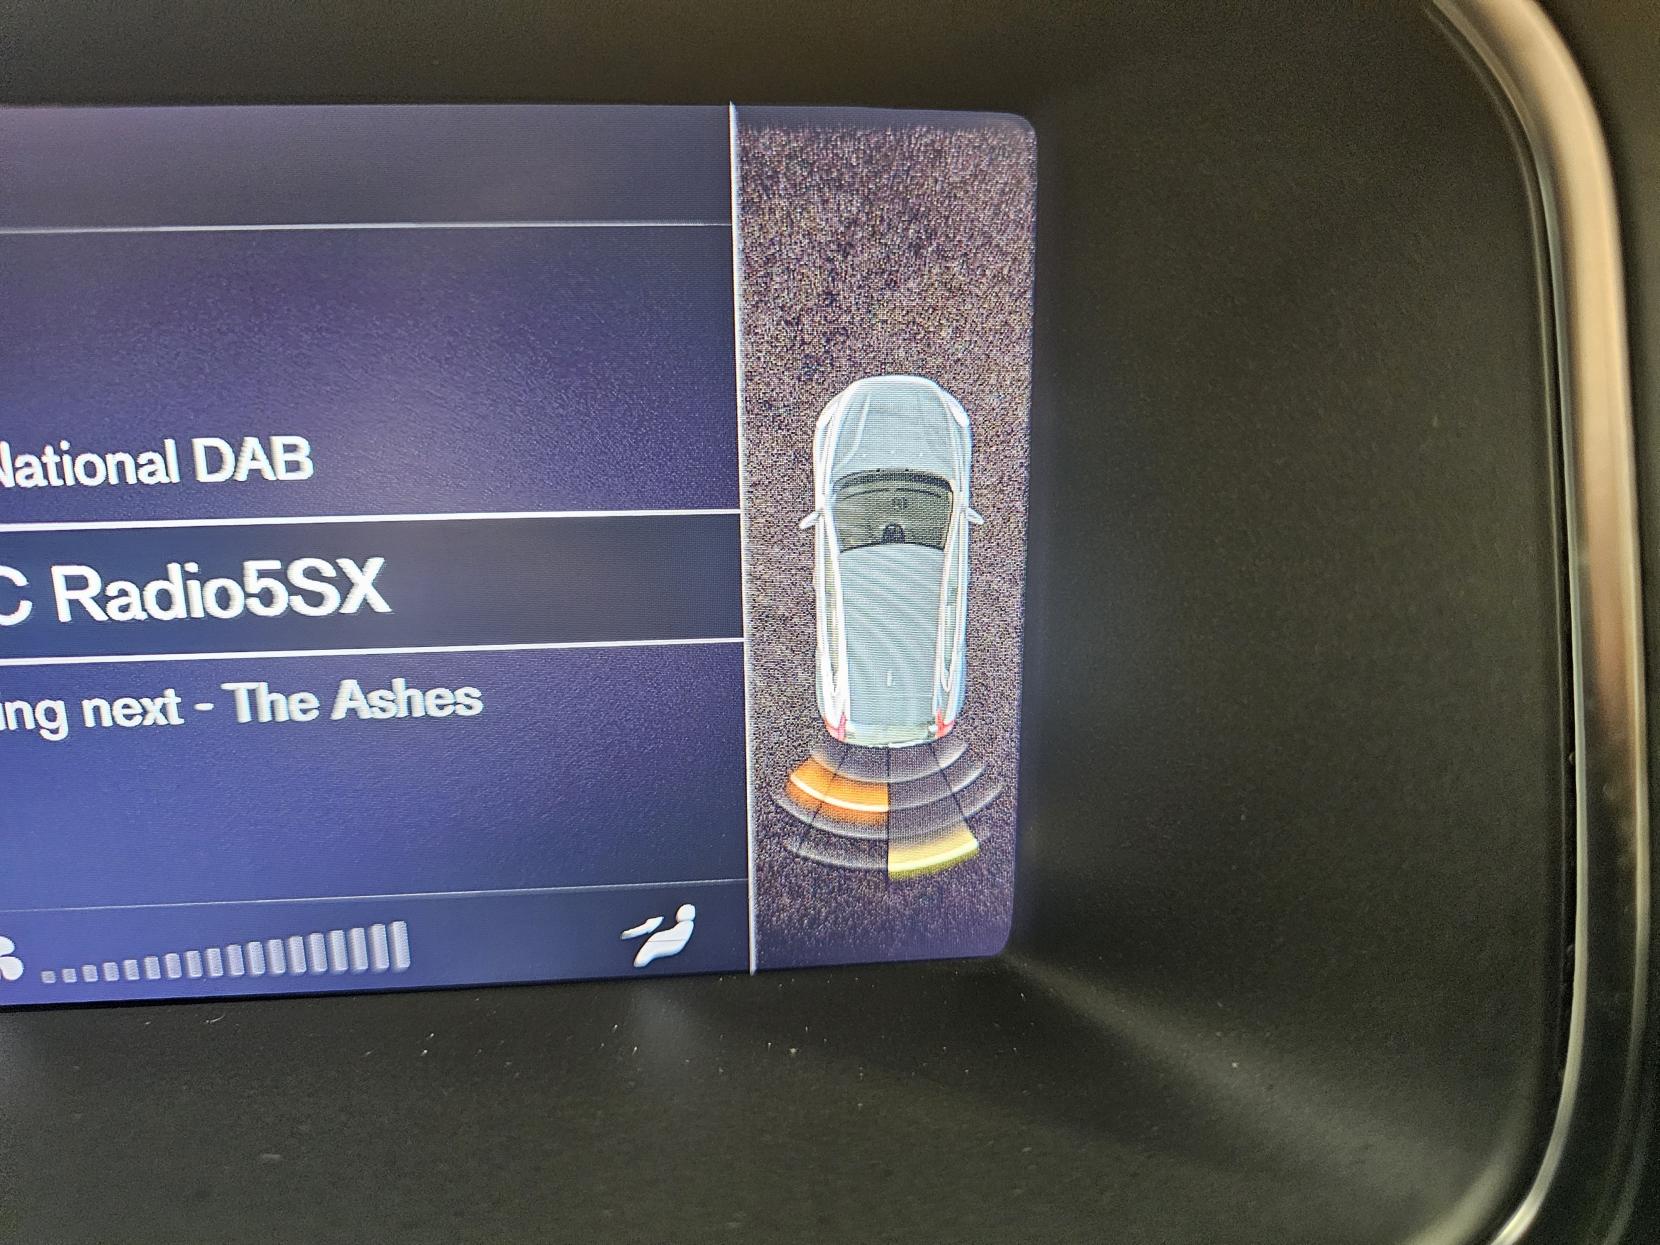 National DAB
C Radio5SX
ing next - The Ashes